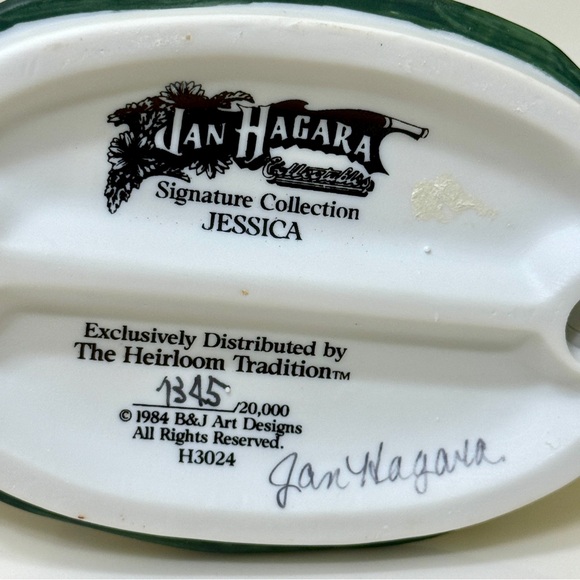 JAN HAGARA
Collectables
Signature Collection
JESSICA
Exclusively Distributed by
The Heirloom Tradition™
1345/20,000
© 1984 B&J Art Designs
All Rights Reserved.
H3024
Jan Hagara